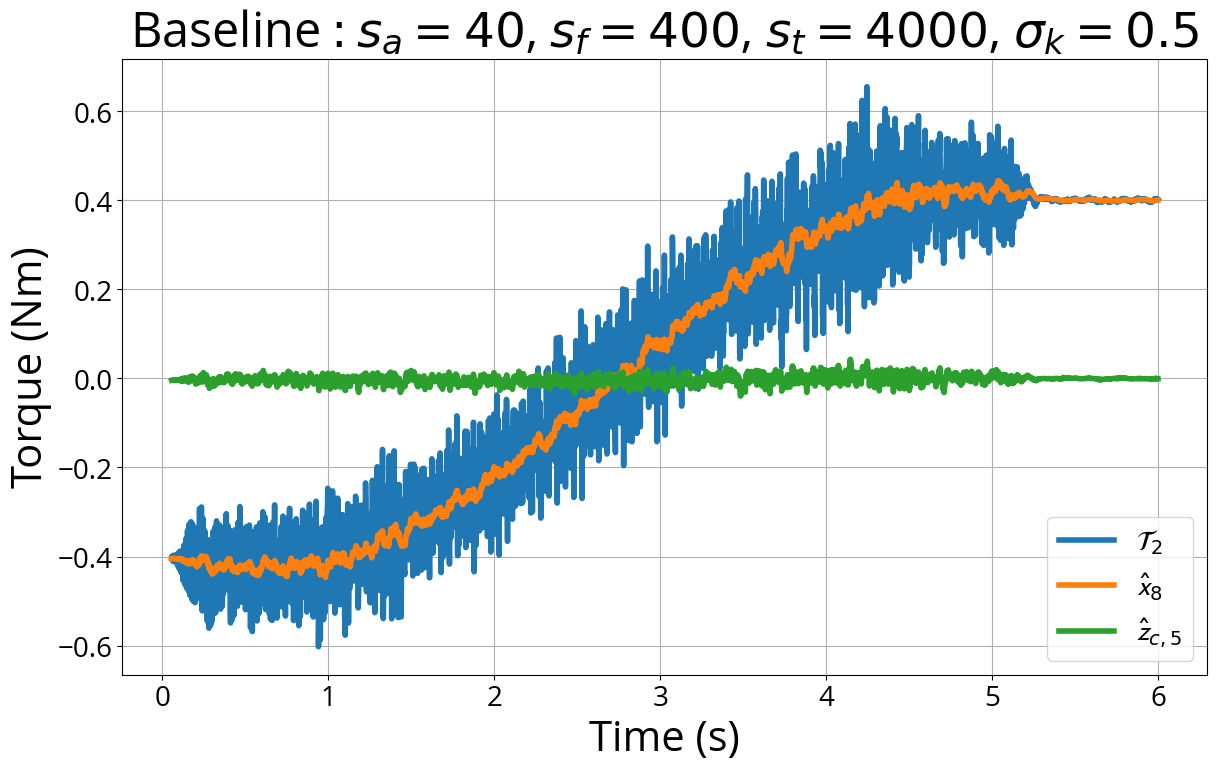 Baseline : s_a = 40, s_f = 400, s_t = 4000, σ_k = 0.5
Torque (Nm)
0.6
0.4
0.2
0.0
−0.2
−0.4
−0.6
𝒯_2
x̂_8
ẑ_{c,5}
0 1 2 3 4 5 6
Time (s)